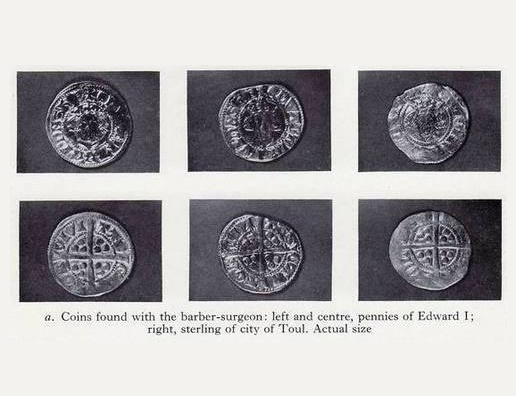 a. Coins found with the barber-surgeon: left and centre, pennies of Edward I;
right, sterling of city of Toul. Actual size